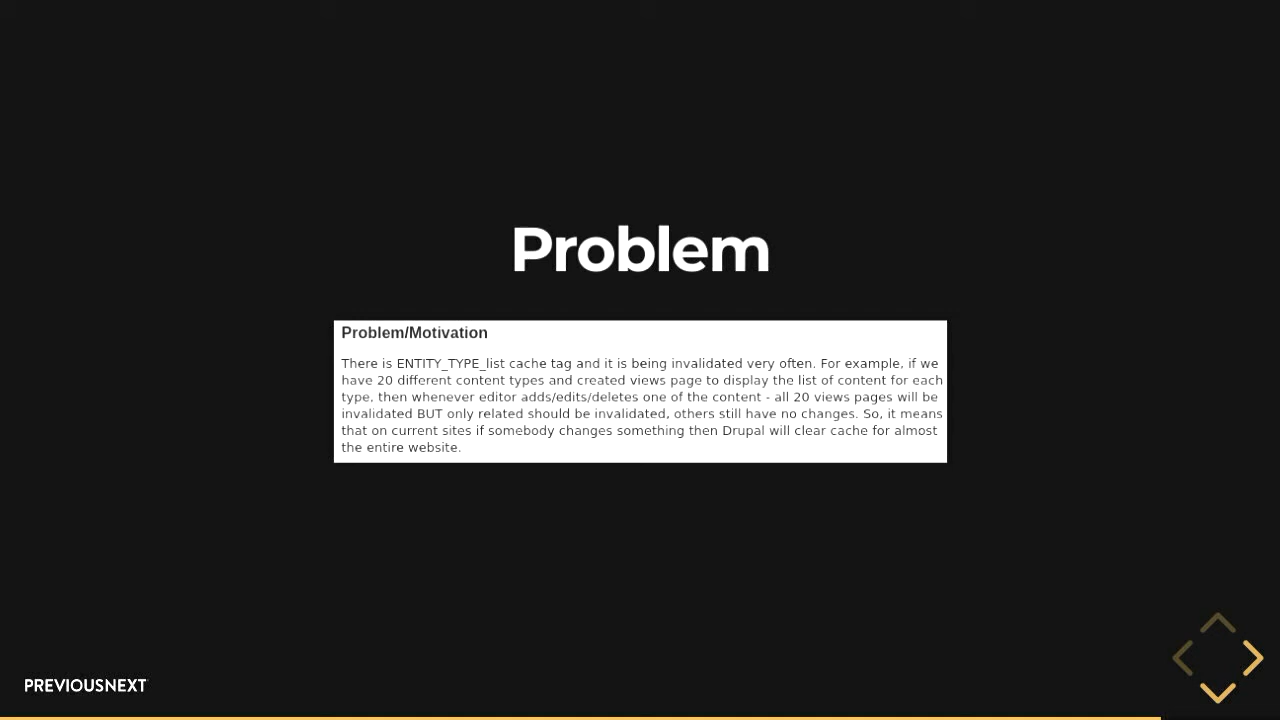 Problem
Problem/Motivation
There is ENTITY_TYPE_list cache tag and it is being invalidated very often. For example, if we
have 20 different content types and created views page to display the list of content for each
type, then whenever editor adds/edits/deletes one of the content - all 20 views pages will be
invalidated BUT only related should be invalidated, others still have no changes. So, it means
that on current sites if somebody changes something then Drupal will clear cache for almost
the entire website.
PREVIOUSNEXT